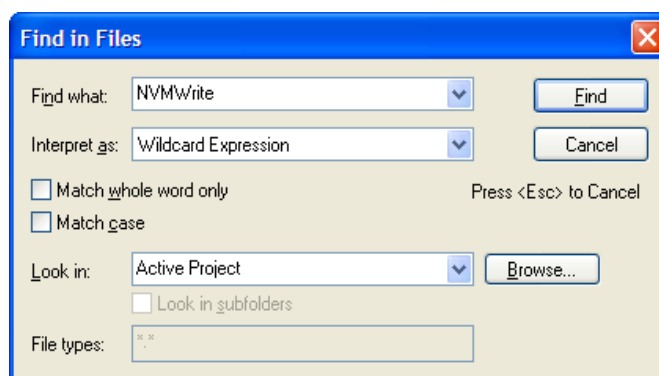 Find in Files
Find what: NVMWrite Find
Interpret as: Wildcard Expression Cancel
Match whole word only Press <Esc> to Cancel
Match case
Look in: Active Project Browse...
Look in subfolders
File types: *.*